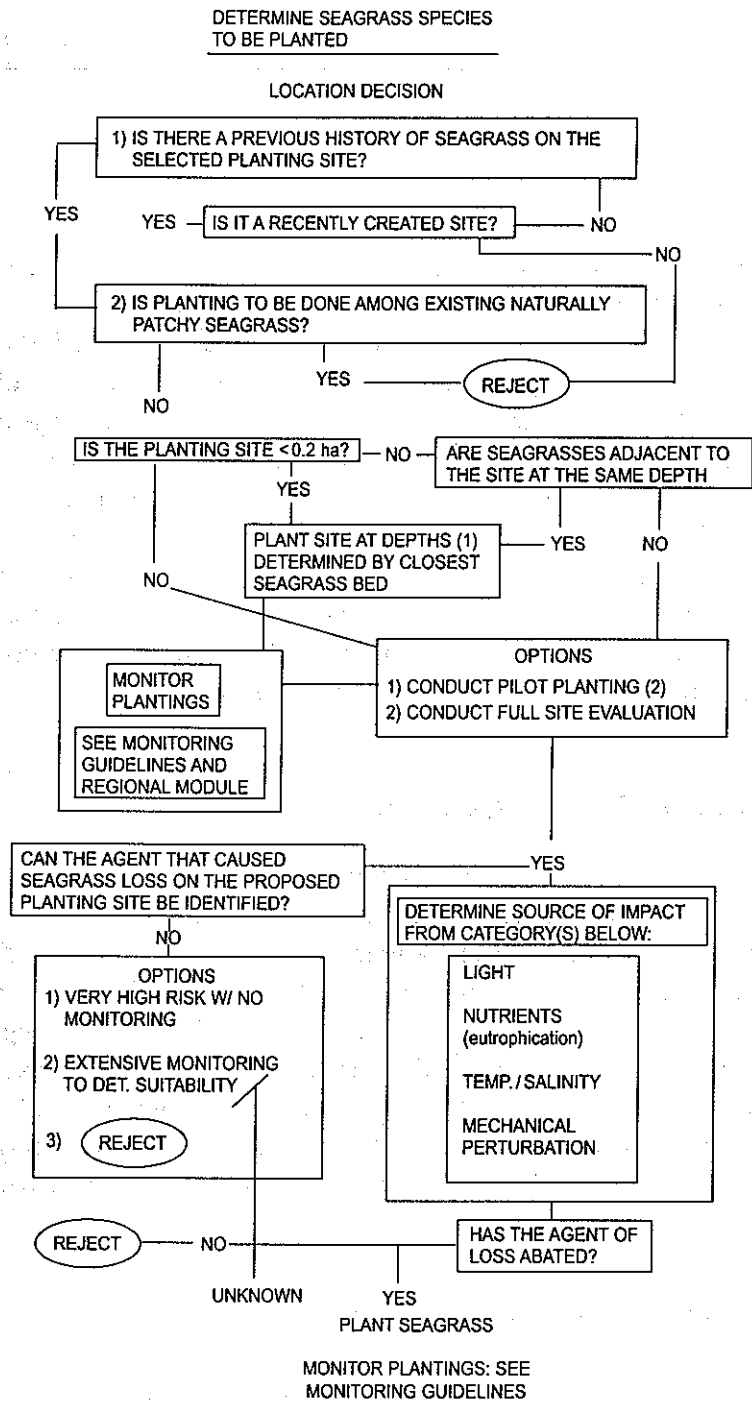 DETERMINE SEAGRASS SPECIES
TO BE PLANTED
LOCATION DECISION
1) IS THERE A PREVIOUS HISTORY OF SEAGRASS ON THE
SELECTED PLANTING SITE?
YES
YES
IS IT A RECENTLY CREATED SITE?
NO
NO
2) IS PLANTING TO BE DONE AMONG EXISTING NATURALLY
PATCHY SEAGRASS?
NO
YES
REJECT
IS THE PLANTING SITE <0.2 ha?
NO
ARE SEAGRASSES ADJACENT TO
THE SITE AT THE SAME DEPTH
YES
PLANT SITE AT DEPTHS (1)
DETERMINED BY CLOSEST
SEAGRASS BED
YES
NO
NO
MONITOR
PLANTINGS
SEE MONITORING
GUIDELINES AND
REGIONAL MODULE
OPTIONS
1) CONDUCT PILOT PLANTING (2)
2) CONDUCT FULL SITE EVALUATION
CAN THE AGENT THAT CAUSED
SEAGRASS LOSS ON THE PROPOSED
PLANTING SITE BE IDENTIFIED?
YES
NO
OPTIONS
1) VERY HIGH RISK W/ NO
MONITORING
2) EXTENSIVE MONITORING
TO DET. SUITABILITY
3) REJECT
DETERMINE SOURCE OF IMPACT
FROM CATEGORY(S) BELOW:
LIGHT
NUTRIENTS
(eutrophication)
TEMP./SALINITY
MECHANICAL
PERTURBATION
REJECT
NO
HAS THE AGENT OF
LOSS ABATED?
UNKNOWN
YES
PLANT SEAGRASS
MONITOR PLANTINGS: SEE
MONITORING GUIDELINES